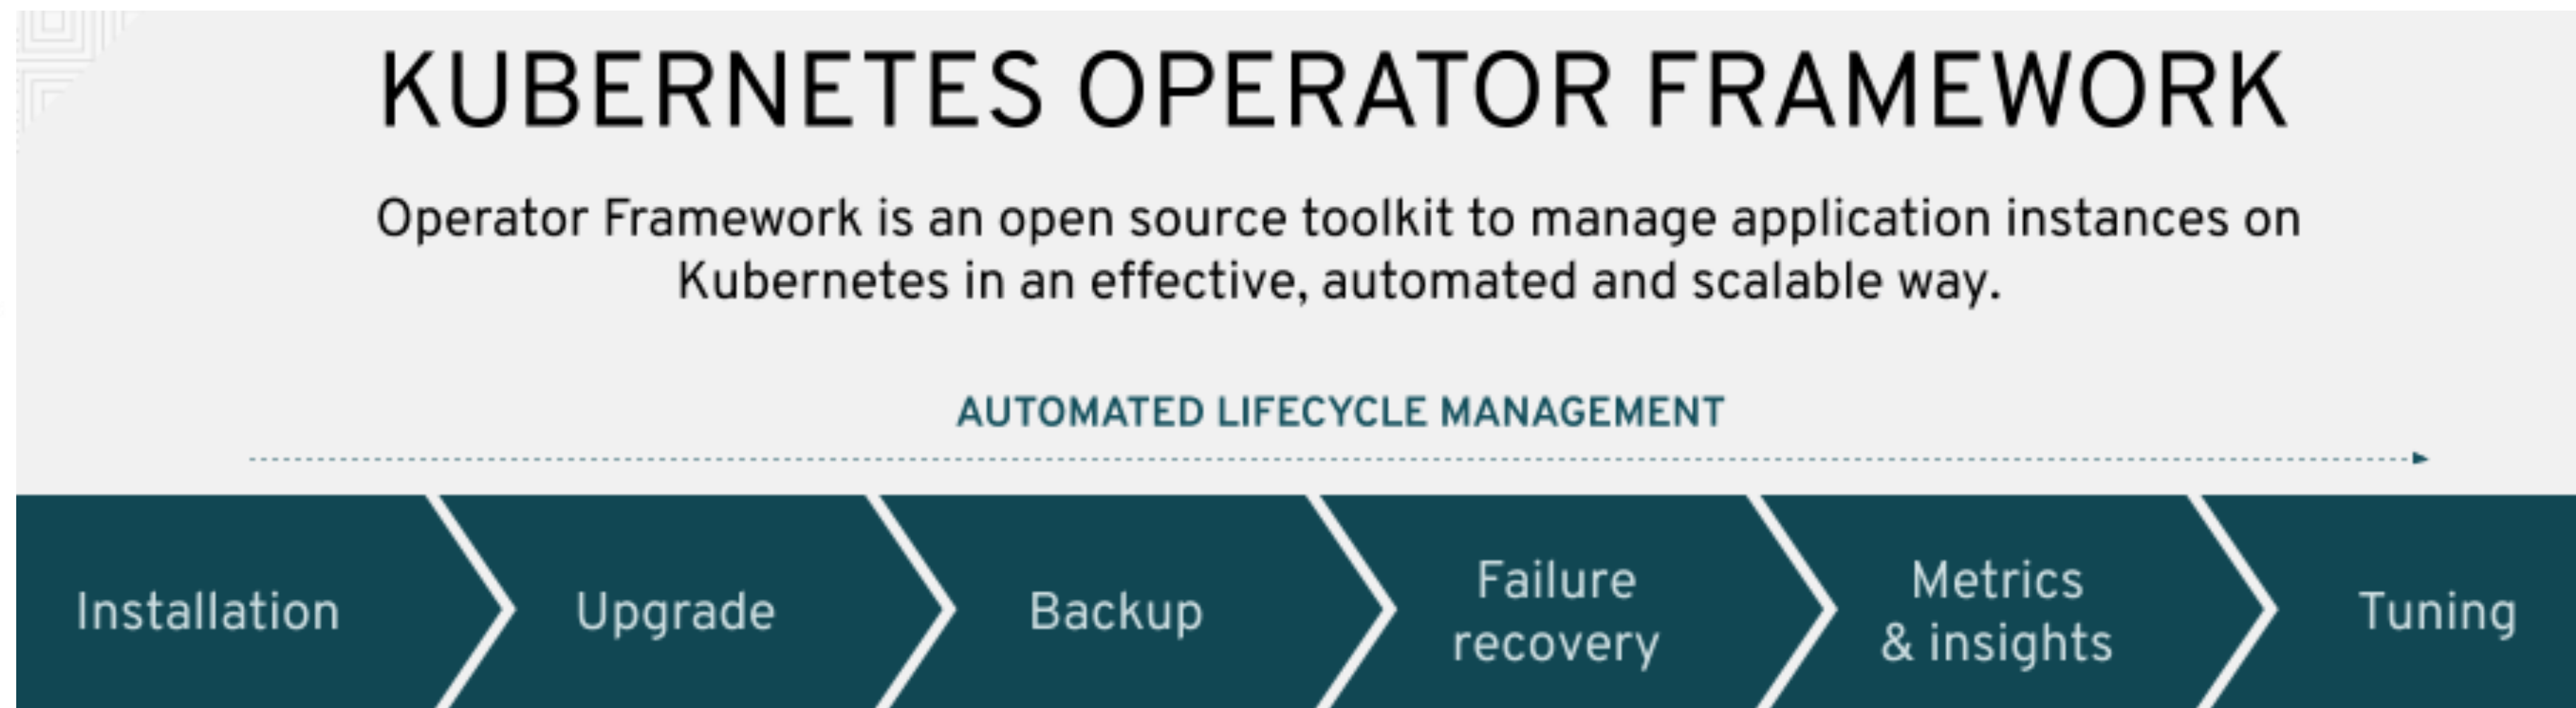 KUBERNETES OPERATOR FRAMEWORK
Operator Framework is an open source toolkit to manage application instances on
Kubernetes in an effective, automated and scalable way.
AUTOMATED LIFECYCLE MANAGEMENT
Installation
Upgrade
Backup
Failure
recovery
Metrics
& insights
Tuning